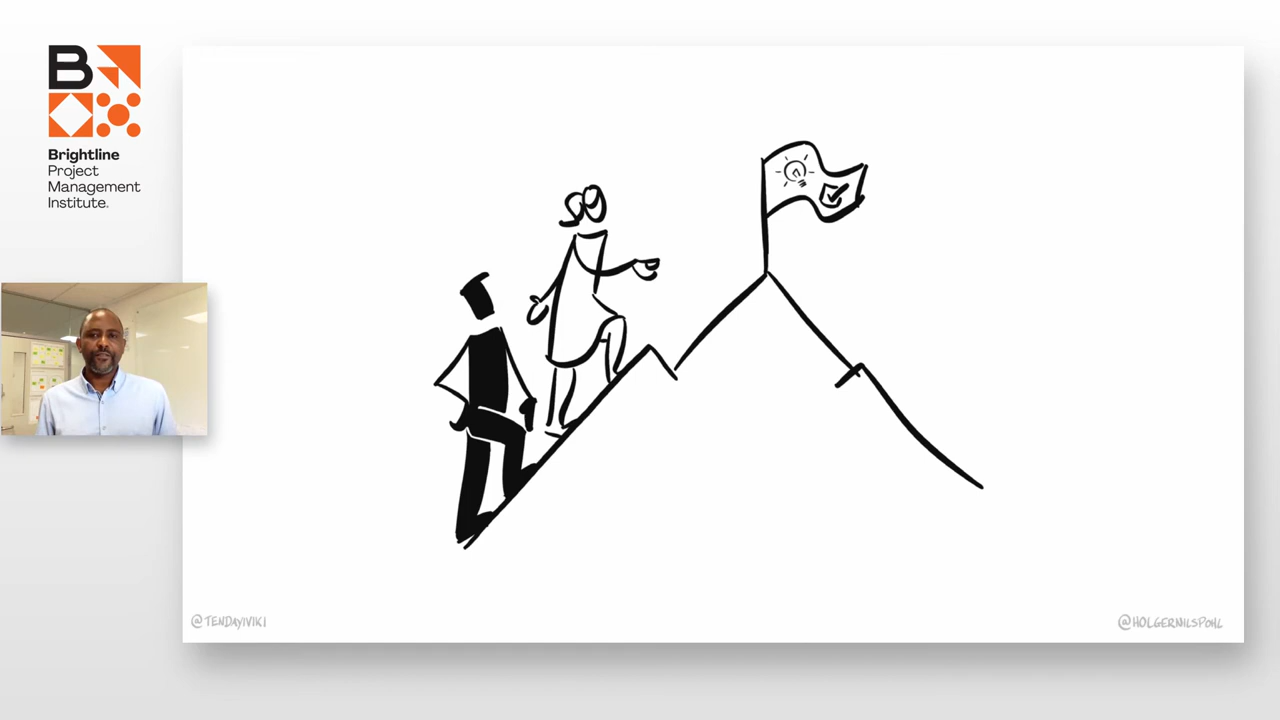 B
Brightline
Project
Management
Institute.
@TENDAYIVIKI
@HOLGERNILSPOHL